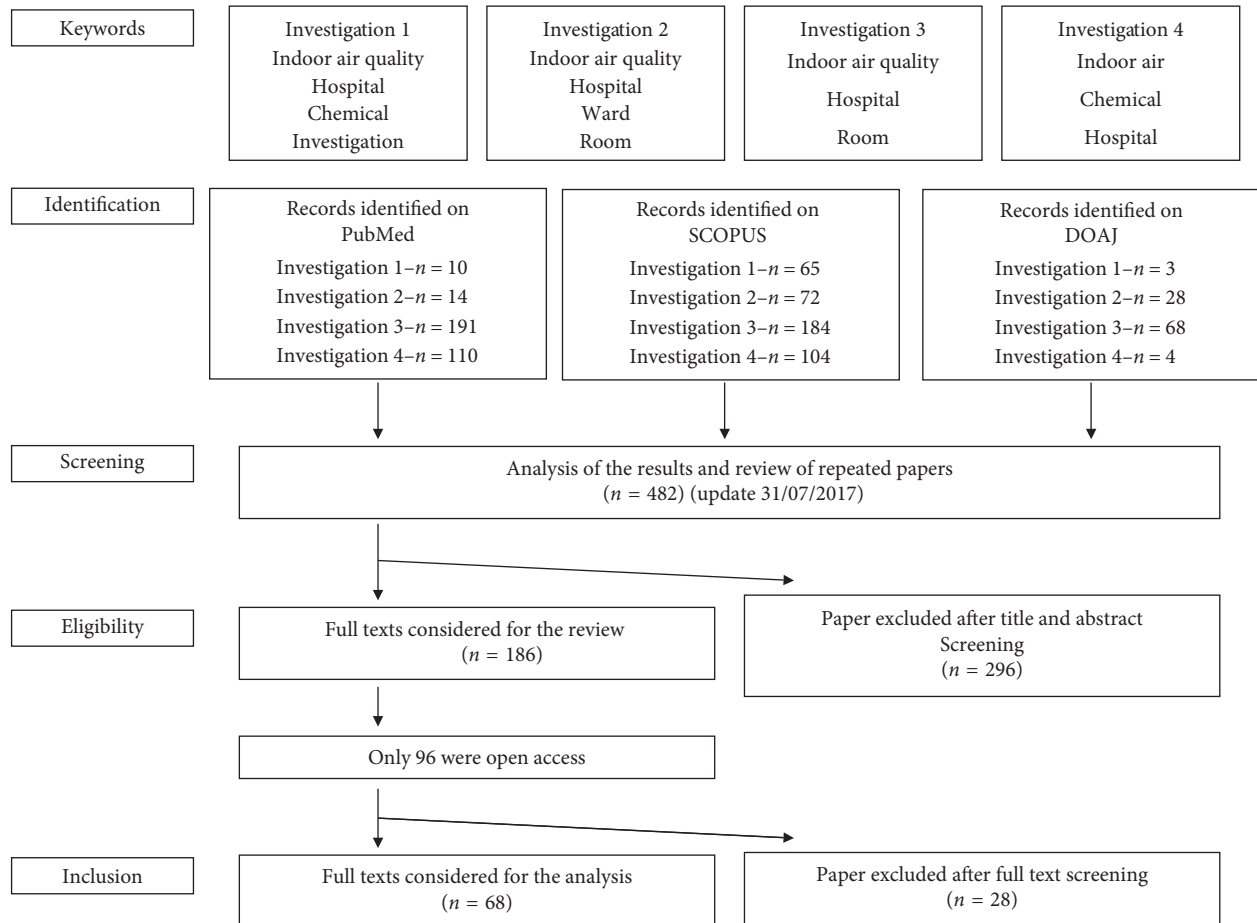 Keywords
Investigation 1
Indoor air quality
Hospital
Chemical
Investigation
Investigation 2
Indoor air quality
Hospital
Ward
Room
Investigation 3
Indoor air quality
Hospital
Room
Investigation 4
Indoor air
Chemical
Hospital
Identification
Records identified on
PubMed
Investigation 1–n = 10
Investigation 2–n = 14
Investigation 3–n = 191
Investigation 4–n = 110
Records identified on
SCOPUS
Investigation 1–n = 65
Investigation 2–n = 72
Investigation 3–n = 184
Investigation 4–n = 104
Records identified on
DOAJ
Investigation 1–n = 3
Investigation 2–n = 28
Investigation 3–n = 68
Investigation 4–n = 4
Screening
Analysis of the results and review of repeated papers
(n = 482) (update 31/07/2017)
Eligibility
Full texts considered for the review
(n = 186)
Paper excluded after title and abstract
Screening
(n = 296)
Only 96 were open access
Inclusion
Full texts considered for the analysis
(n = 68)
Paper excluded after full text screening
(n = 28)